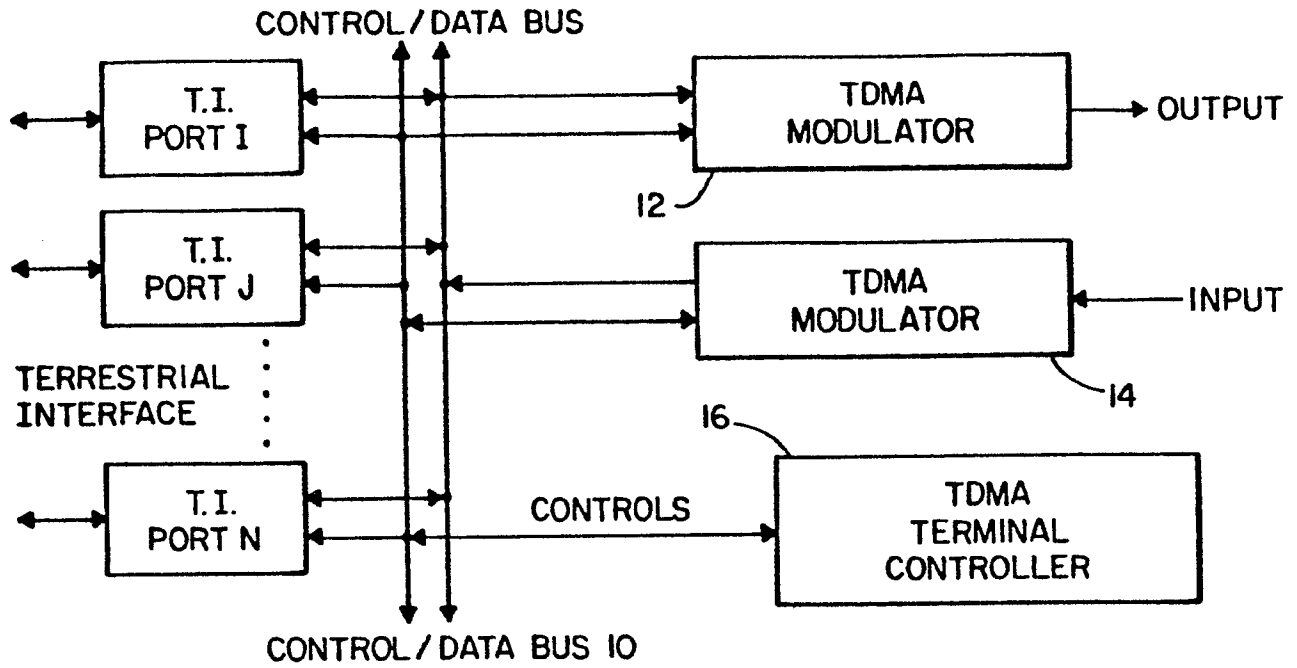 CONTROL/DATA BUS
T.I.
PORT I
TDMA
MODULATOR
OUTPUT
12
T.I.
PORT J
TDMA
MODULATOR
INPUT
14
TERRESTRIAL
INTERFACE
16
T.I.
PORT N
CONTROLS
TDMA
TERMINAL
CONTROLLER
CONTROL/DATA BUS 10